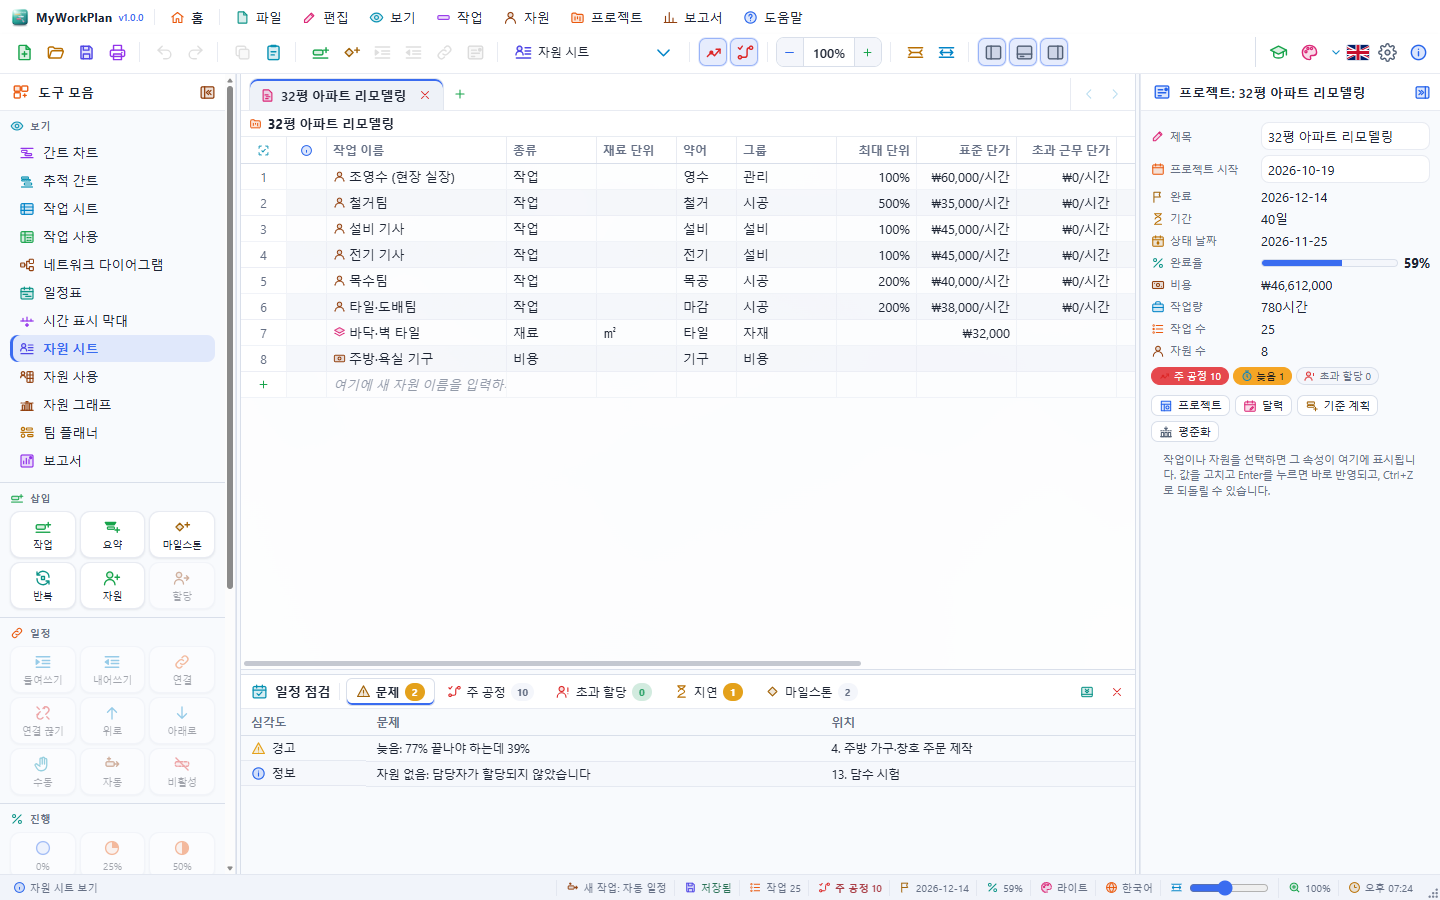 MyWorkPlan v1.0.0 홈 파일 편집 보기 작업 자원 프로젝트 보고서 도움말
자원 시트 100%
도구 모음
보기
간트 차트
추적 간트
작업 시트
작업 사용
네트워크 다이어그램
일정표
시간 표시 막대
자원 시트
자원 사용
자원 그래프
팀 플래너
보고서
삽입
작업 요약 마일스톤
반복 자원 할당
일정
들여쓰기 내어쓰기 연결
연결 끊기 위로 아래로
수동 자동 비활성
진행
0% 25% 50%
32평 아파트 리모델링
32평 아파트 리모델링
작업 이름 종류 재료 단위 약어 그룹 최대 단위 표준 단가 초과 근무 단가
1 조영수 (현장 실장) 작업 영수 관리 100% ₩60,000/시간 ₩0/시간
2 철거팀 작업 철거 시공 500% ₩35,000/시간 ₩0/시간
3 설비 기사 작업 설비 설비 100% ₩45,000/시간 ₩0/시간
4 전기 기사 작업 전기 설비 100% ₩45,000/시간 ₩0/시간
5 목수팀 작업 목공 시공 200% ₩40,000/시간 ₩0/시간
6 타일·도배팀 작업 마감 시공 200% ₩38,000/시간 ₩0/시간
7 바닥·벽 타일 재료 ㎡ 타일 자재 ₩32,000
8 주방·욕실 기구 비용 기구 비용
여기에 새 자원 이름을 입력하.
일정 점검 문제 2 주 공정 10 초과 할당 0 지연 1 마일스톤 2
심각도 문제 위치
경고 늦음: 77% 끝나야 하는데 39% 4. 주방 가구·창호 주문 제작
정보 자원 없음: 담당자가 할당되지 않았습니다 13. 담수 시험
프로젝트: 32평 아파트 리모델링
제목 32평 아파트 리모델링
프로젝트 시작 2026-10-19
완료 2026-12-14
기간 40일
상태 날짜 2026-11-25
완료율 59%
비용 ₩46,612,000
작업량 780시간
작업 수 25
자원 수 8
주 공정 10 늦음 1 초과 할당 0
프로젝트 달력 기준 계획
평준화
작업이나 자원을 선택하면 그 속성이 여기에 표시됩니
다. 값을 고치고 Enter를 누르면 바로 반영되고, Ctrl+Z
로 되돌릴 수 있습니다.
자원 시트 보기 새 작업: 자동 일정 저장됨 작업 25 주 공정 10 2026-12-14 59% 라이트 한국어 100% 오후 07:24